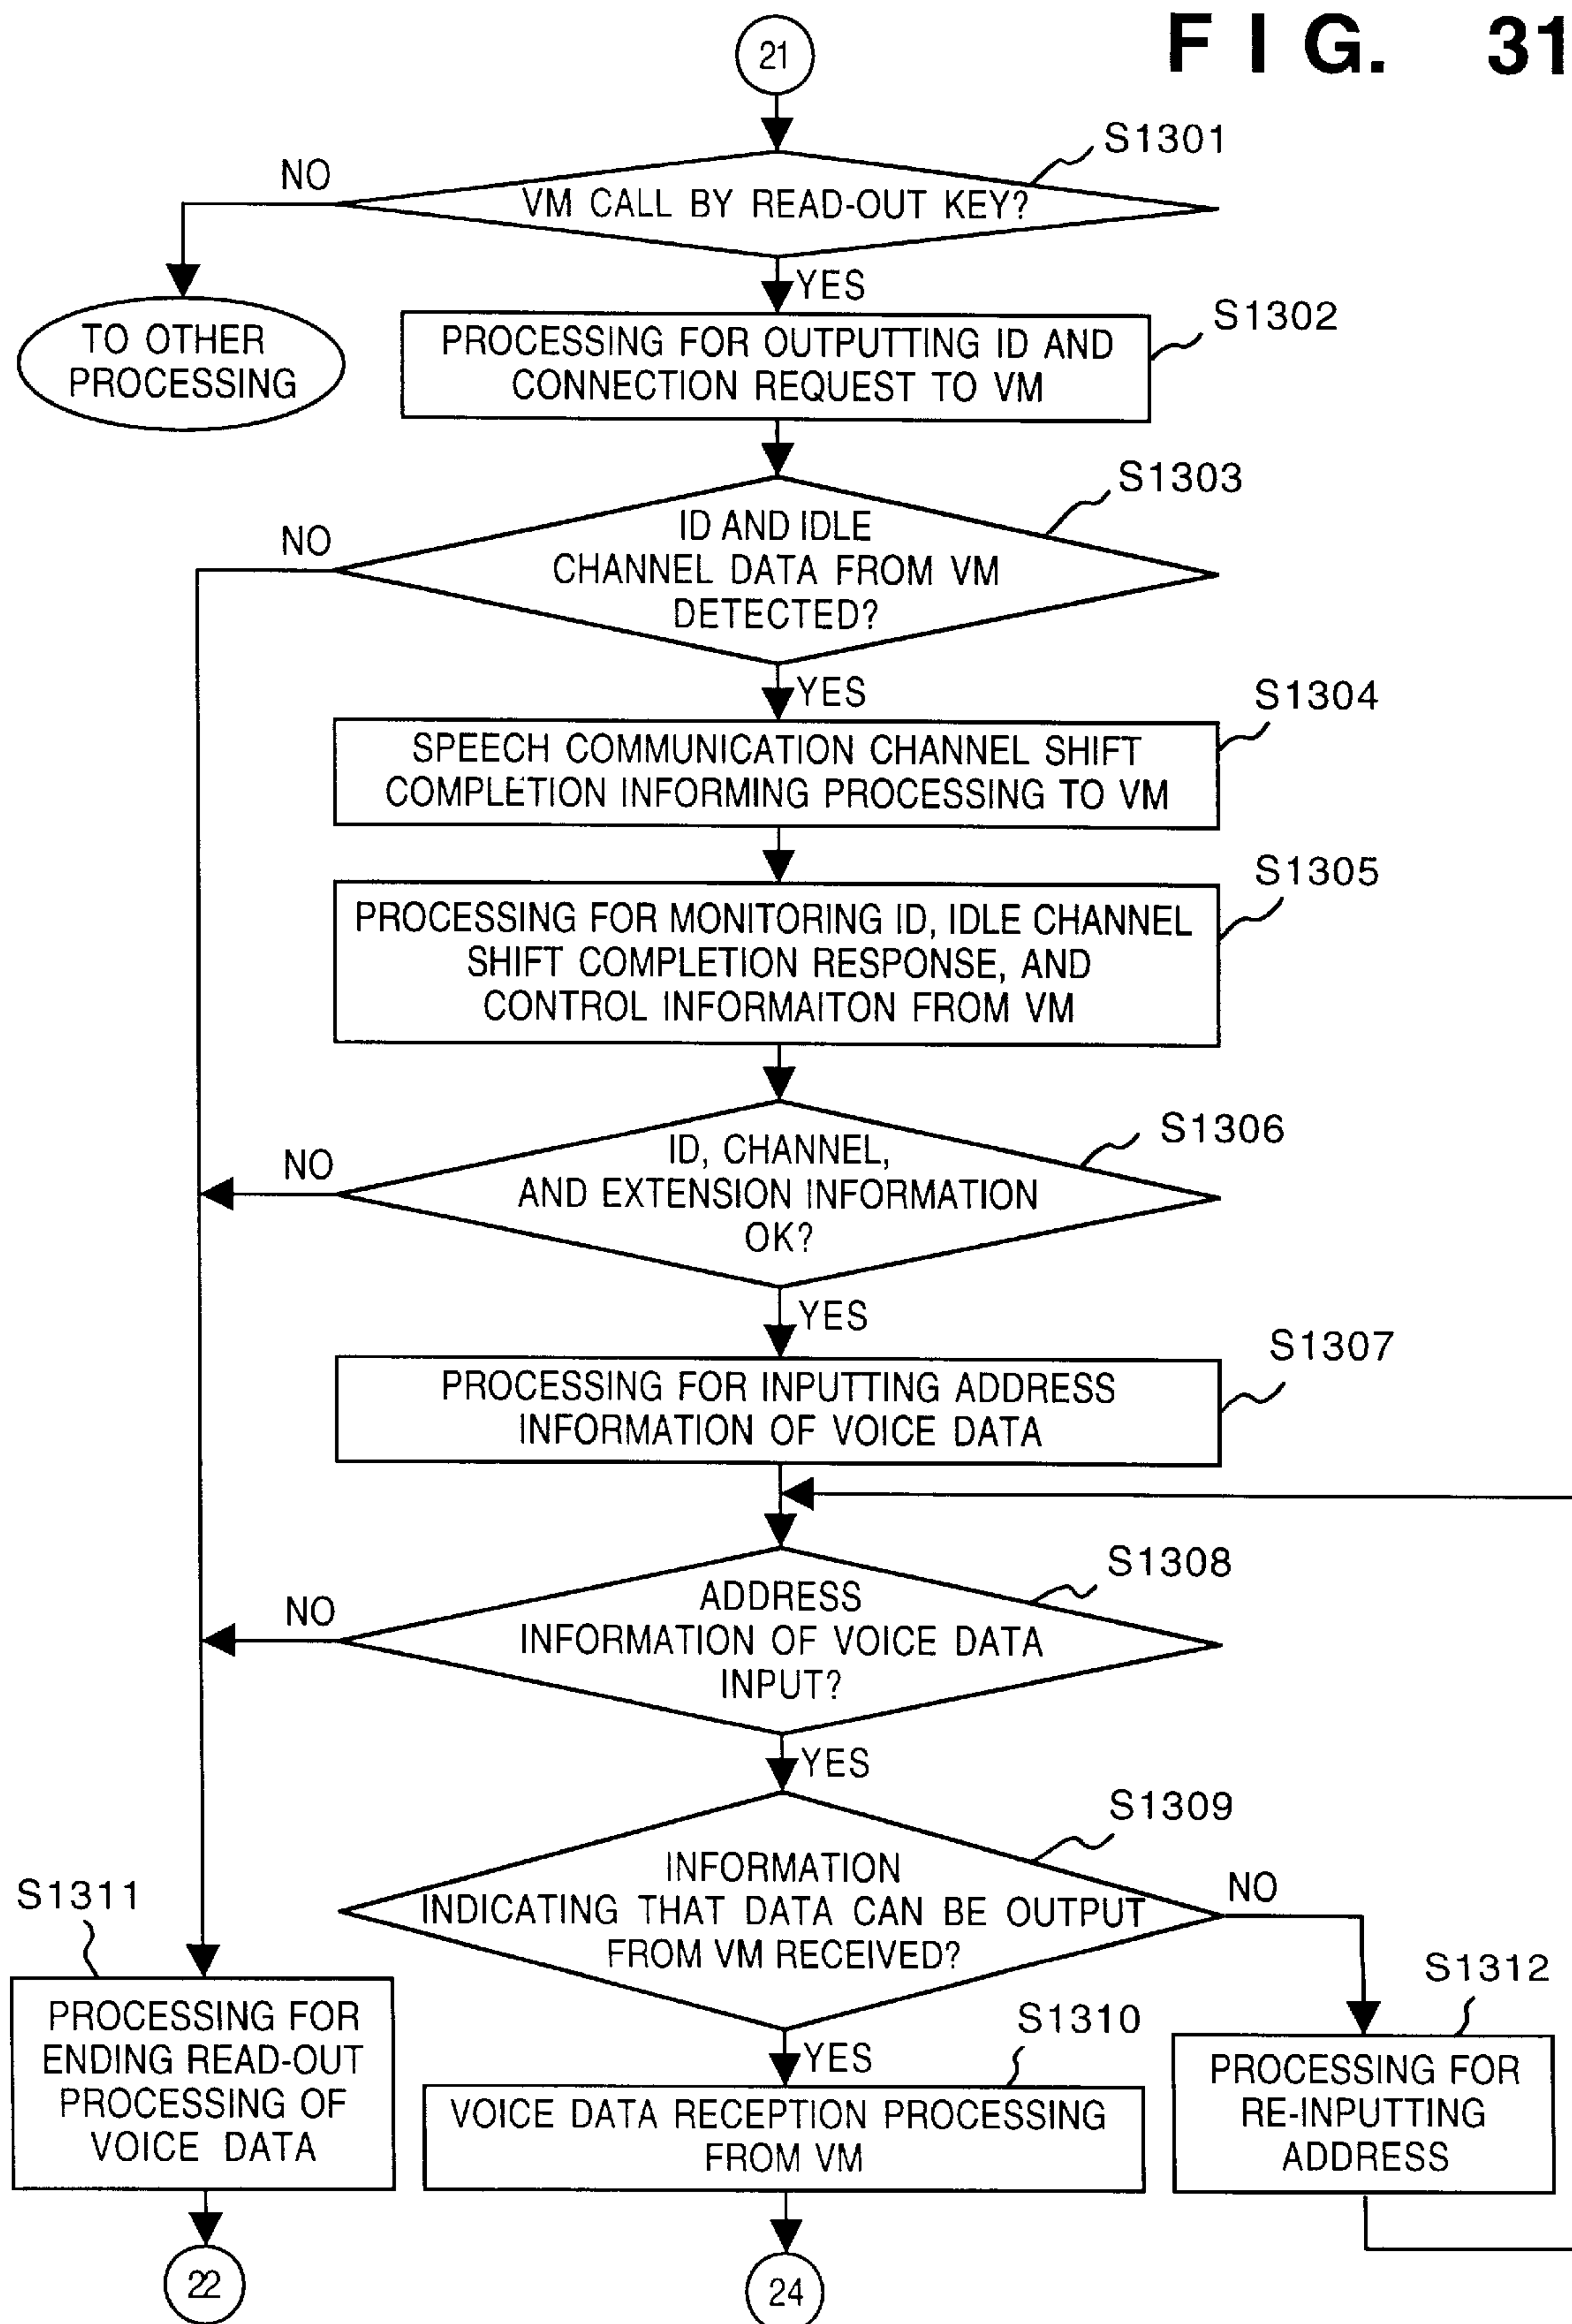 FIG. 31
21
S1301
NO
VM CALL BY READ-OUT KEY?
YES
TO OTHER
PROCESSING
S1302
PROCESSING FOR OUTPUTTING ID AND
CONNECTION REQUEST TO VM
S1303
NO
ID AND IDLE
CHANNEL DATA FROM VM
DETECTED?
YES
S1304
SPEECH COMMUNICATION CHANNEL SHIFT
COMPLETION INFORMING PROCESSING TO VM
S1305
PROCESSING FOR MONITORING ID, IDLE CHANNEL
SHIFT COMPLETION RESPONSE, AND
CONTROL INFORMAITON FROM VM
S1306
NO
ID, CHANNEL,
AND EXTENSION INFORMATION
OK?
YES
S1307
PROCESSING FOR INPUTTING ADDRESS
INFORMATION OF VOICE DATA
S1308
NO
ADDRESS
INFORMATION OF VOICE DATA
INPUT?
YES
S1309
INFORMATION
INDICATING THAT DATA CAN BE OUTPUT
FROM VM RECEIVED?
NO
YES
S1311
PROCESSING FOR
ENDING READ-OUT
PROCESSING OF
VOICE DATA
S1310
VOICE DATA RECEPTION PROCESSING
FROM VM
S1312
PROCESSING FOR
RE-INPUTTING
ADDRESS
22
24